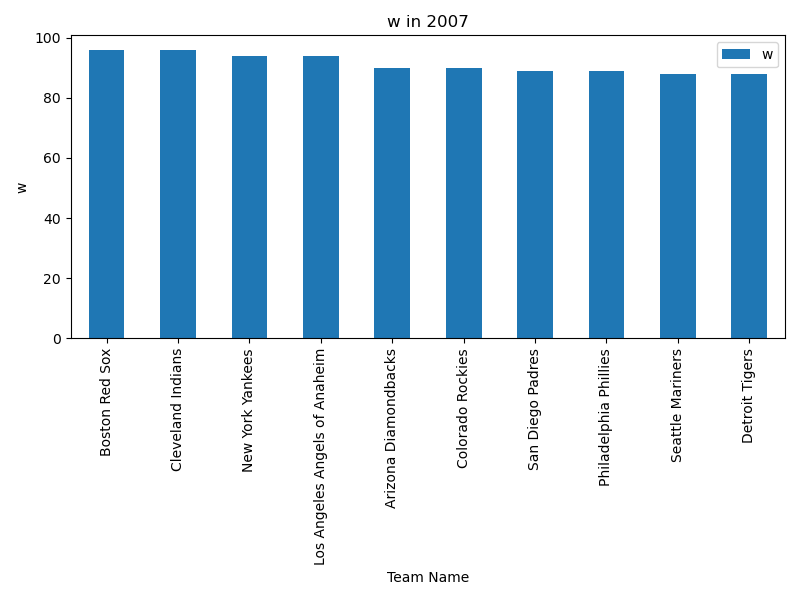 w in 2007
w
w
100
80
60
40
20
0
Boston Red Sox
Cleveland Indians
New York Yankees
Los Angeles Angels of Anaheim
Arizona Diamondbacks
Colorado Rockies
San Diego Padres
Philadelphia Phillies
Seattle Mariners
Detroit Tigers
Team Name